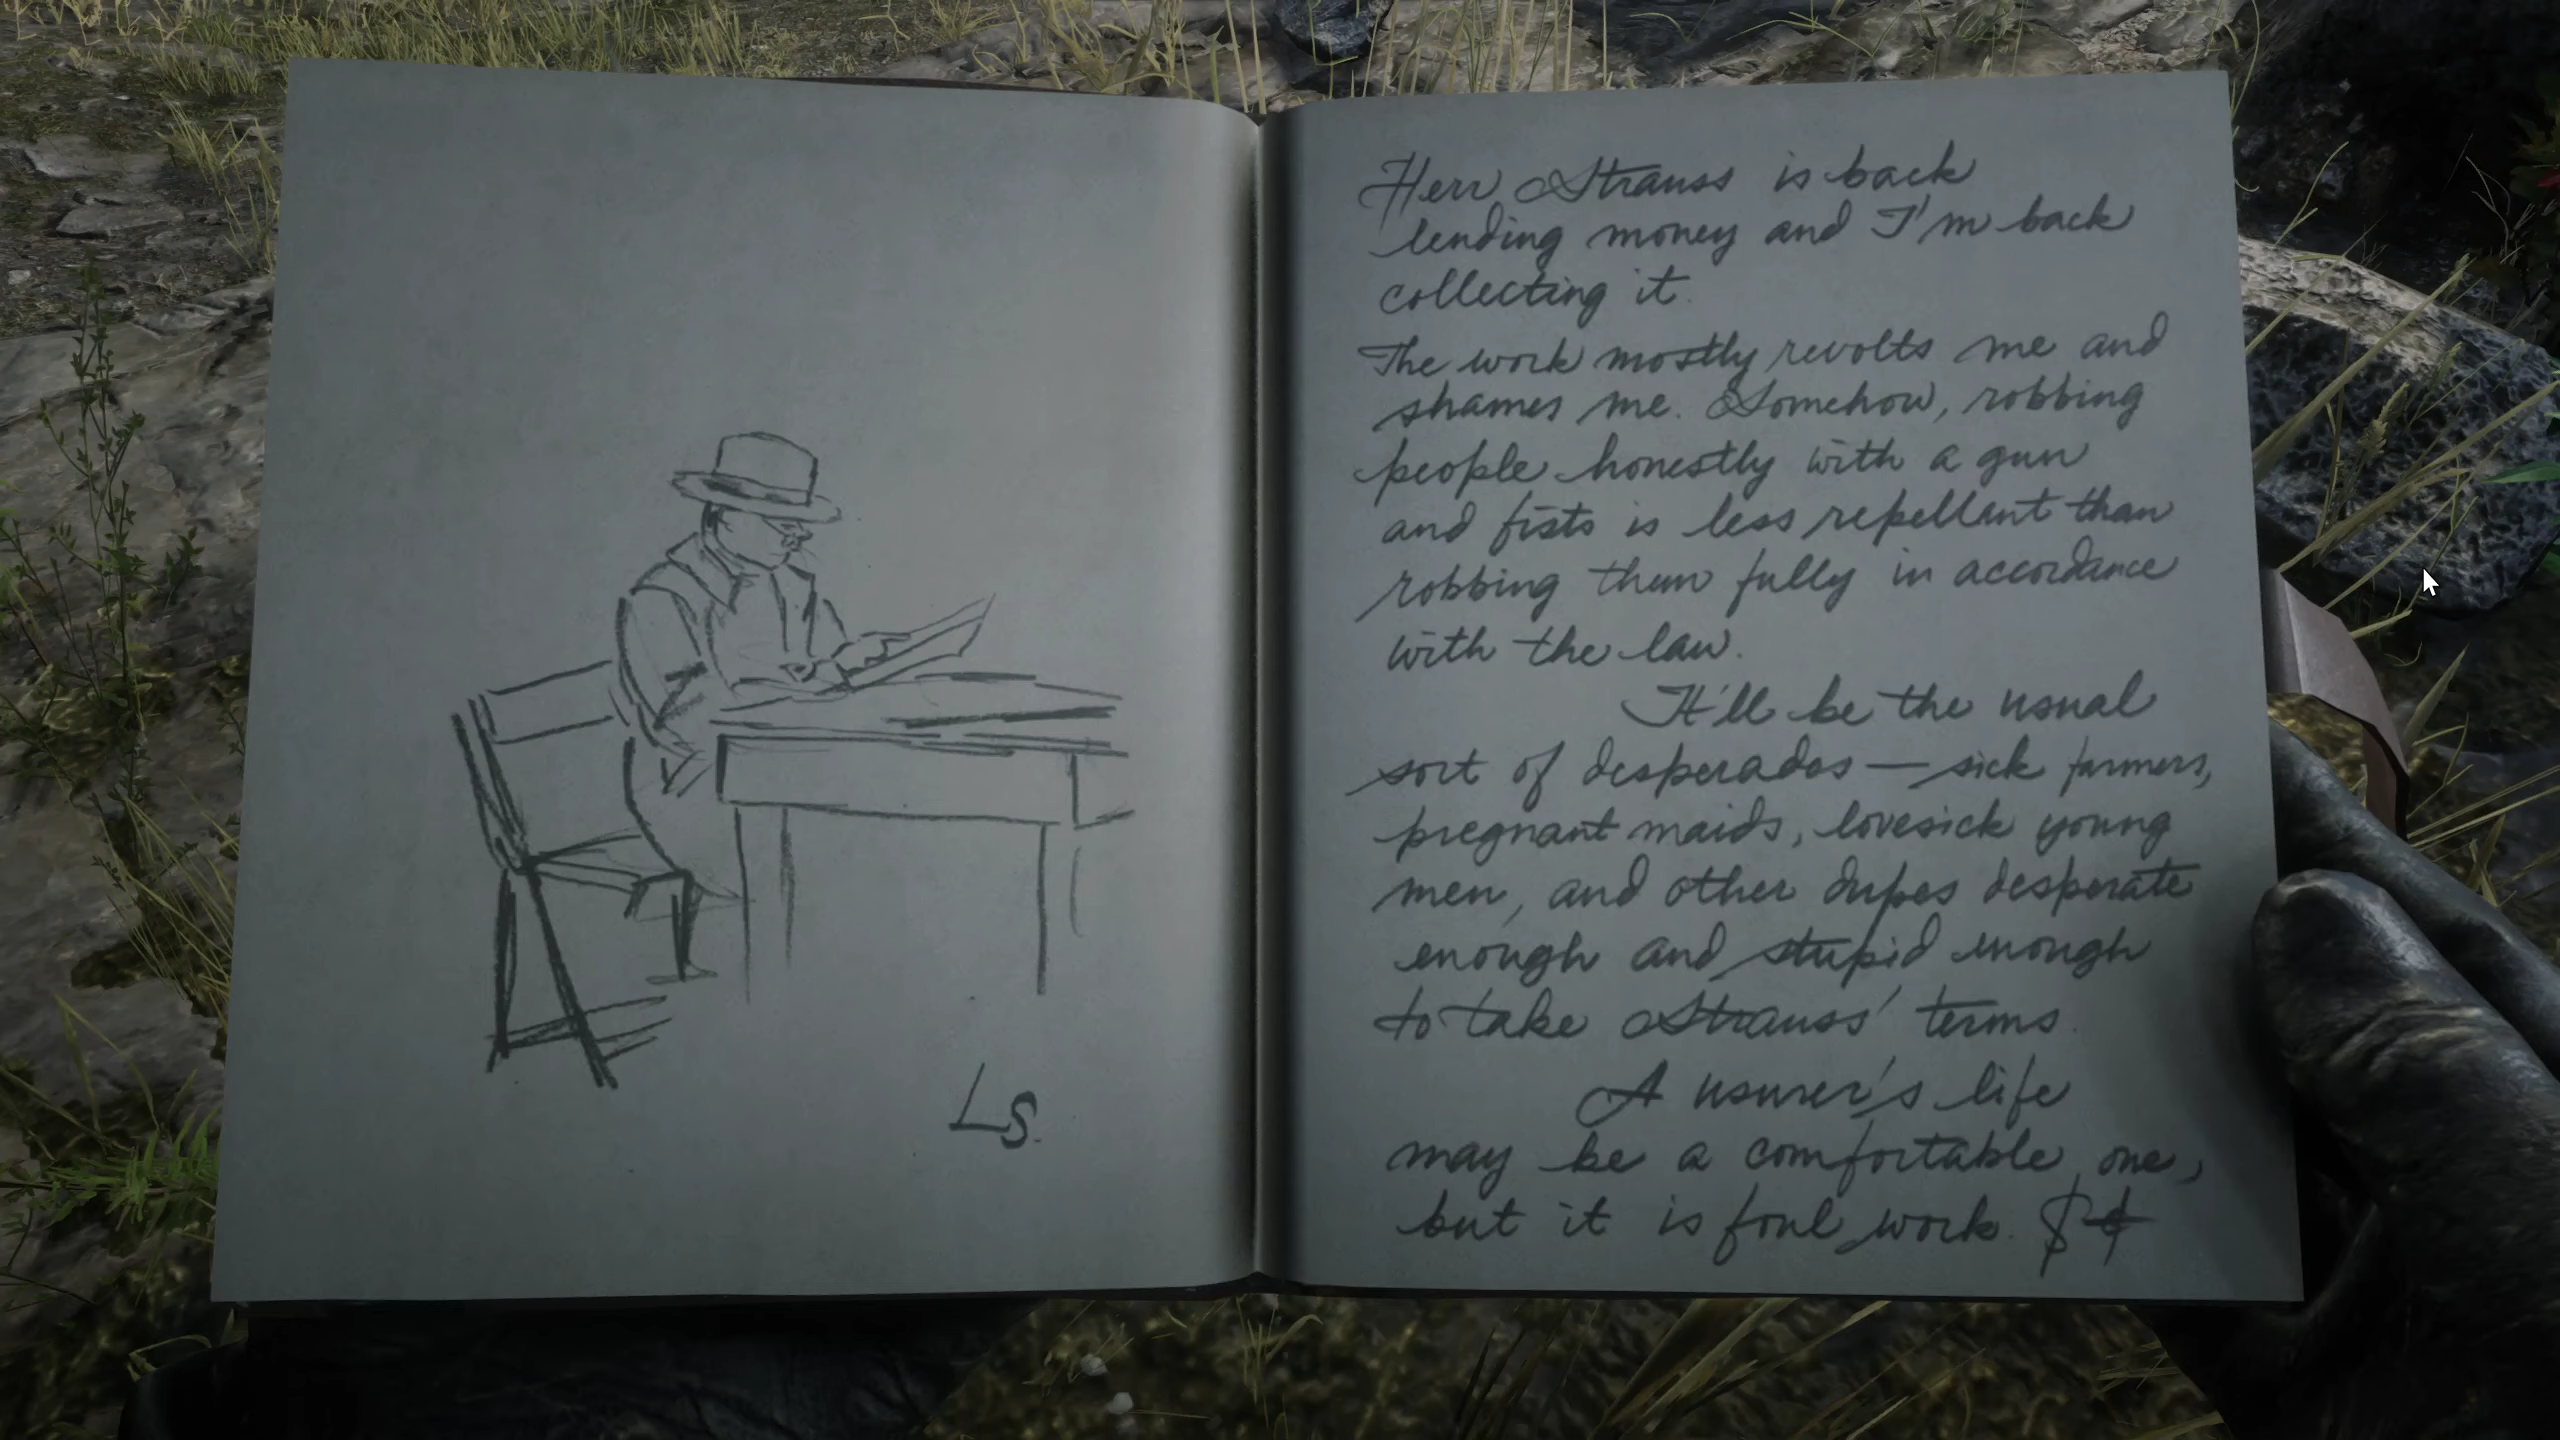 LS.
Herr Strauss is back
lending money and I'm back
collecting it.
The work mostly revolts me and
shames me. Somehow, robbing
people honestly with a gun
and fists is less repellant than
robbing them fully in accordance
with the law.
It'll be the usual
sort of desperados — sick farmers,
pregnant maids, lovesick young
men, and other dupes desperate
enough and stupid enough
to take Strauss' terms.
A usurer's life
may be a comfortable one,
but it is foul work. $¢